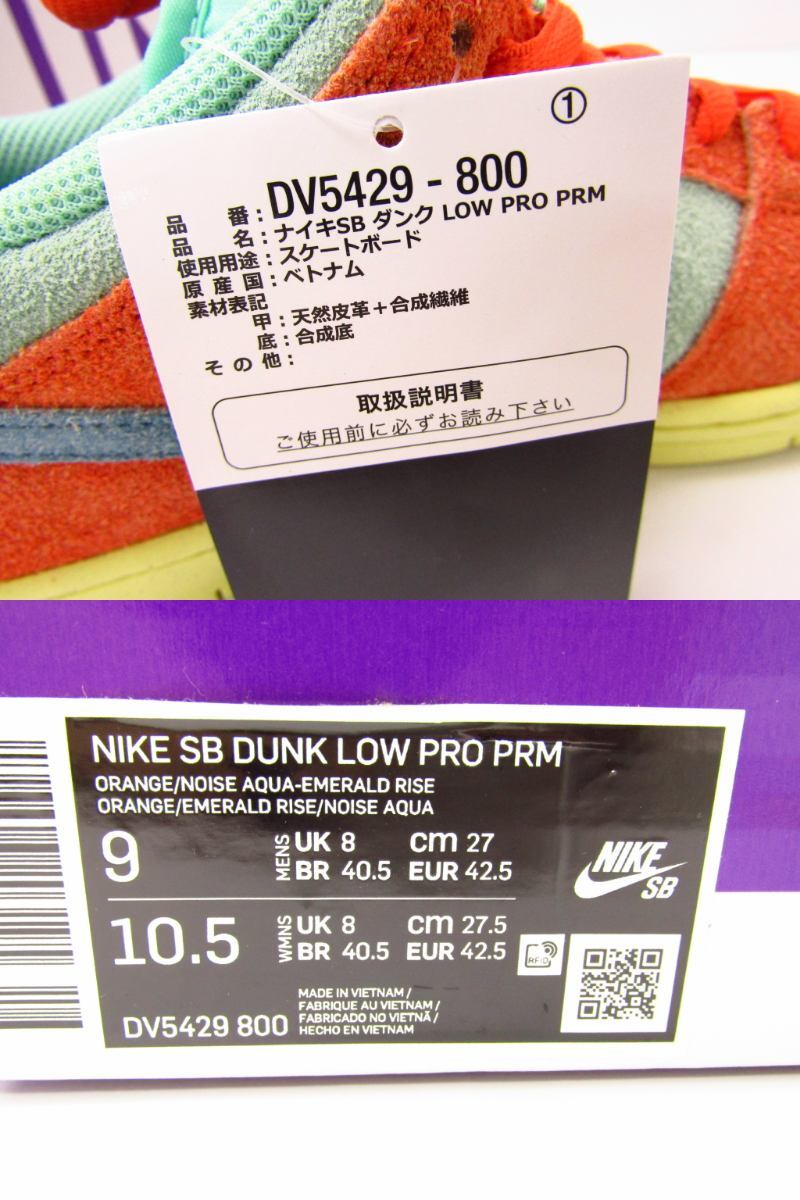 ①
品 番：DV5429 - 800
品 名：ナイキSB ダンク LOW PRO PRM
使用用途：スケートボード
原 産 国：ベトナム
素材表記
甲：天然皮革＋合成繊維
底：合成底
そ の 他：
取扱説明書
ご使用前に必ずお読み下さい
NIKE SB DUNK LOW PRO PRM
ORANGE/NOISE AQUA-EMERALD RISE
ORANGE/EMERALD RISE/NOISE AQUA
9 MENS UK 8 cm 27
BR 40.5 EUR 42.5
NIKE SB
10.5 WMNS UK 8 cm 27.5
BR 40.5 EUR 42.5
RFID
DV5429 800
MADE IN VIETNAM /
FABRIQUE AU VIETNAM /
FABRICADO NO VIETNÃ /
HECHO EN VIETNAM